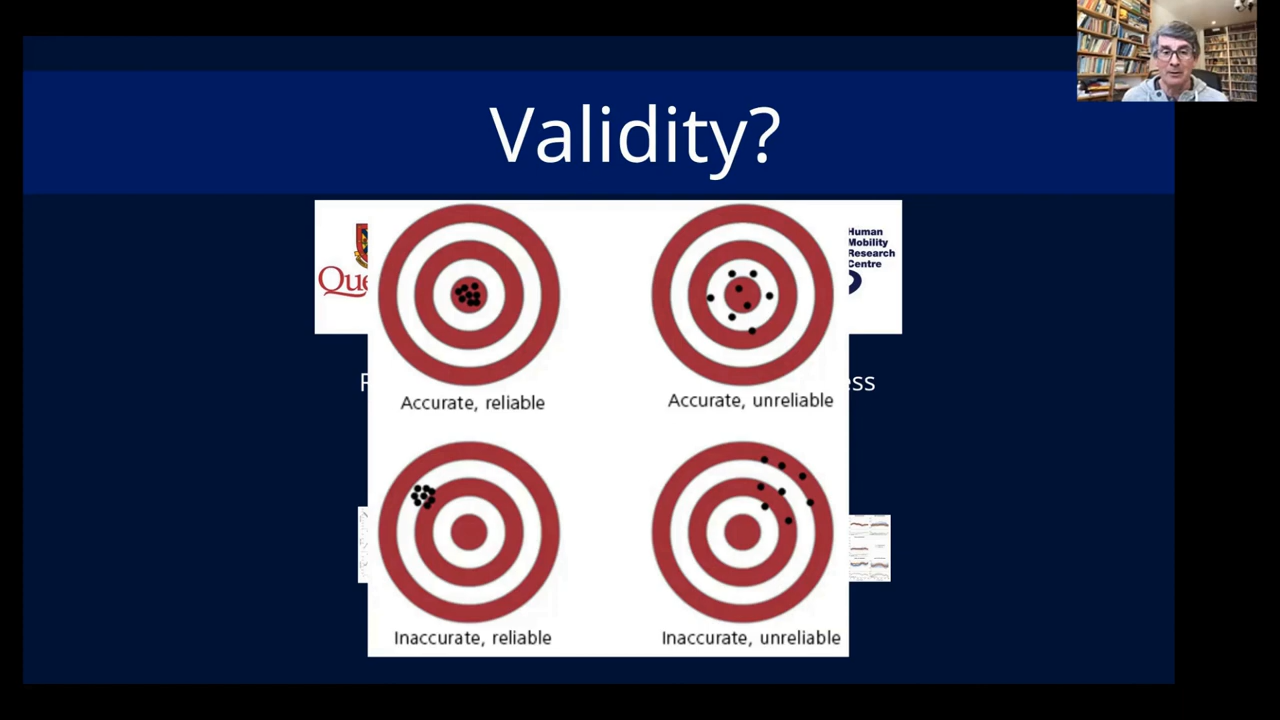 Validity?
Human
Mobility
Research
Centre
Accurate, reliable
Accurate, unreliable
Inaccurate, reliable
Inaccurate, unreliable